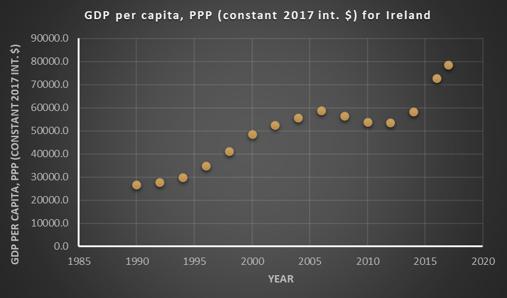 GDP per capita, PPP (constant 2017 int. $) for Ireland
GDP PER CAPITA, PPP (CONSTANT 2017 INT. $)
90000.0
80000.0
70000.0
60000.0
50000.0
40000.0
30000.0
20000.0
10000.0
0.0
1985 1990 1995 2000 2005 2010 2015 2020
YEAR